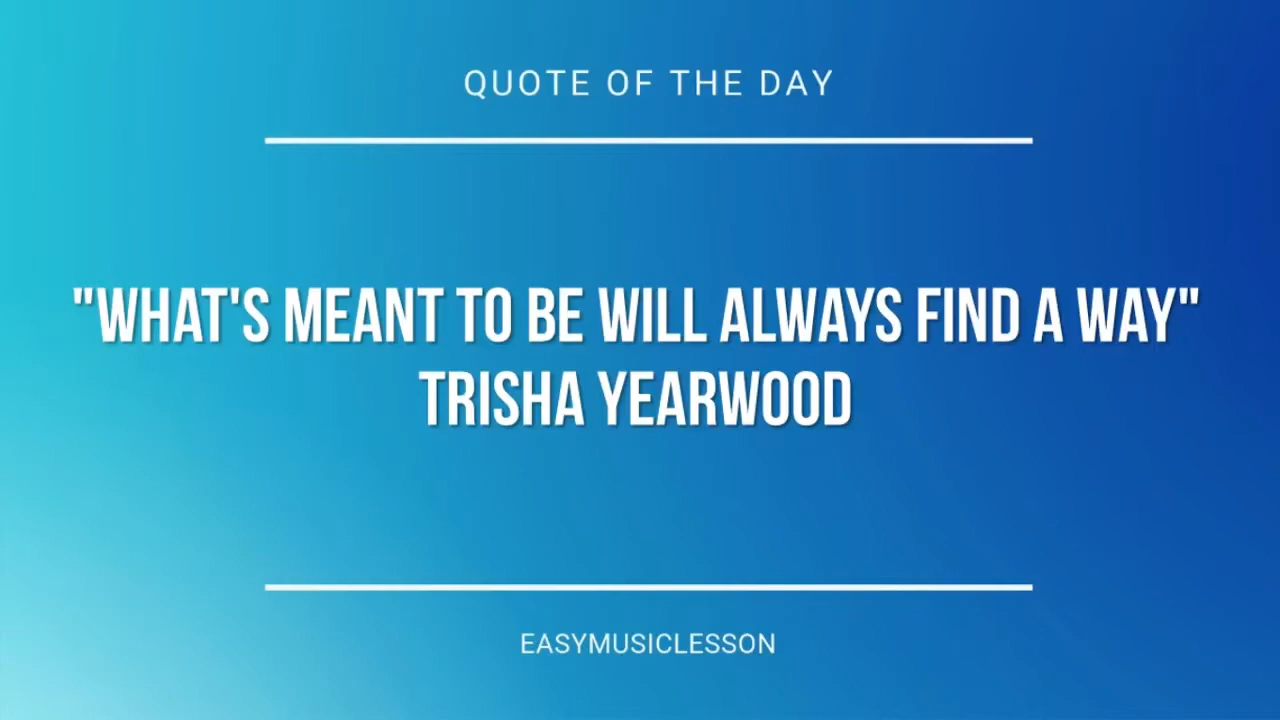 QUOTE OF THE DAY
"WHAT'S MEANT TO BE WILL ALWAYS FIND A WAY"
TRISHA YEARWOOD
EASYMUSICLESSON